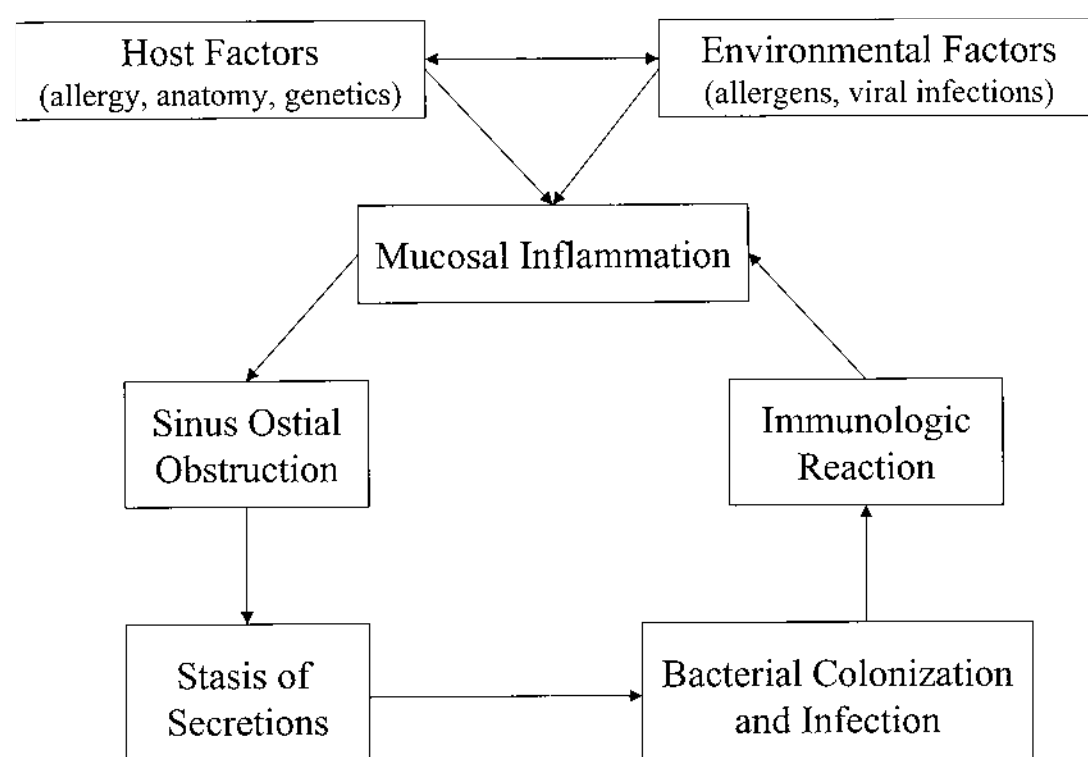 Host Factors
(allergy, anatomy, genetics)
Environmental Factors
(allergens, viral infections)
Mucosal Inflammation
Sinus Ostial
Obstruction
Immunologic
Reaction
Stasis of
Secretions
Bacterial Colonization
and Infection